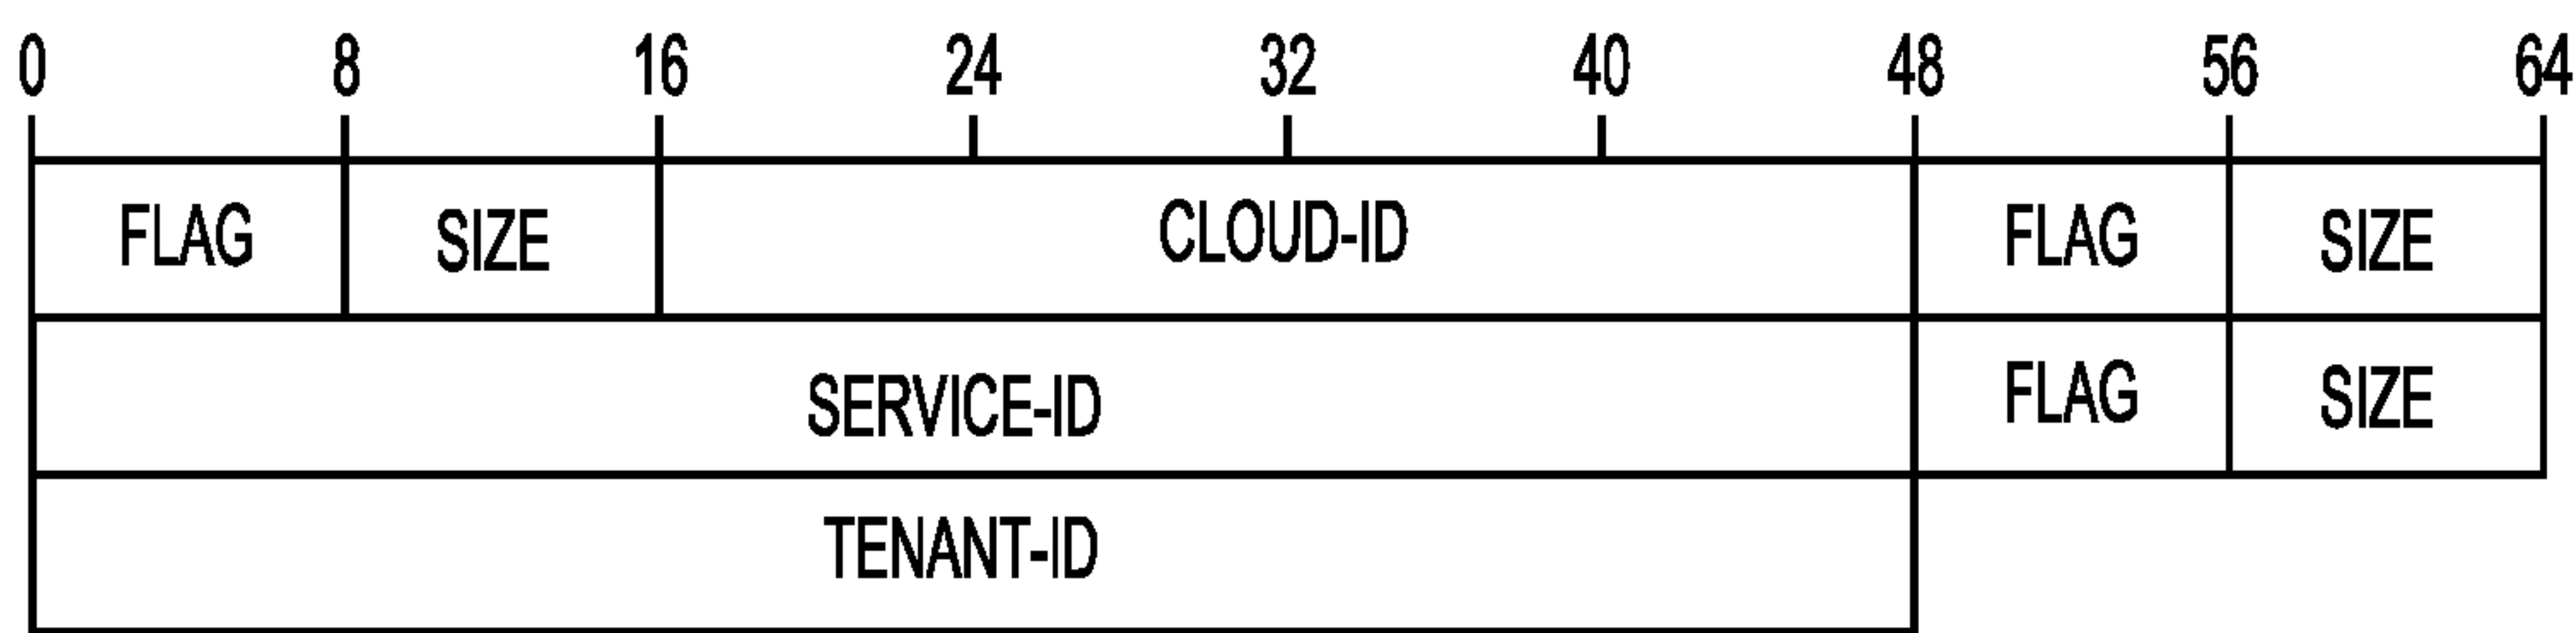 0 8 16 24 32 40 48 56 64
FLAG SIZE CLOUD-ID FLAG SIZE
SERVICE-ID FLAG SIZE
TENANT-ID